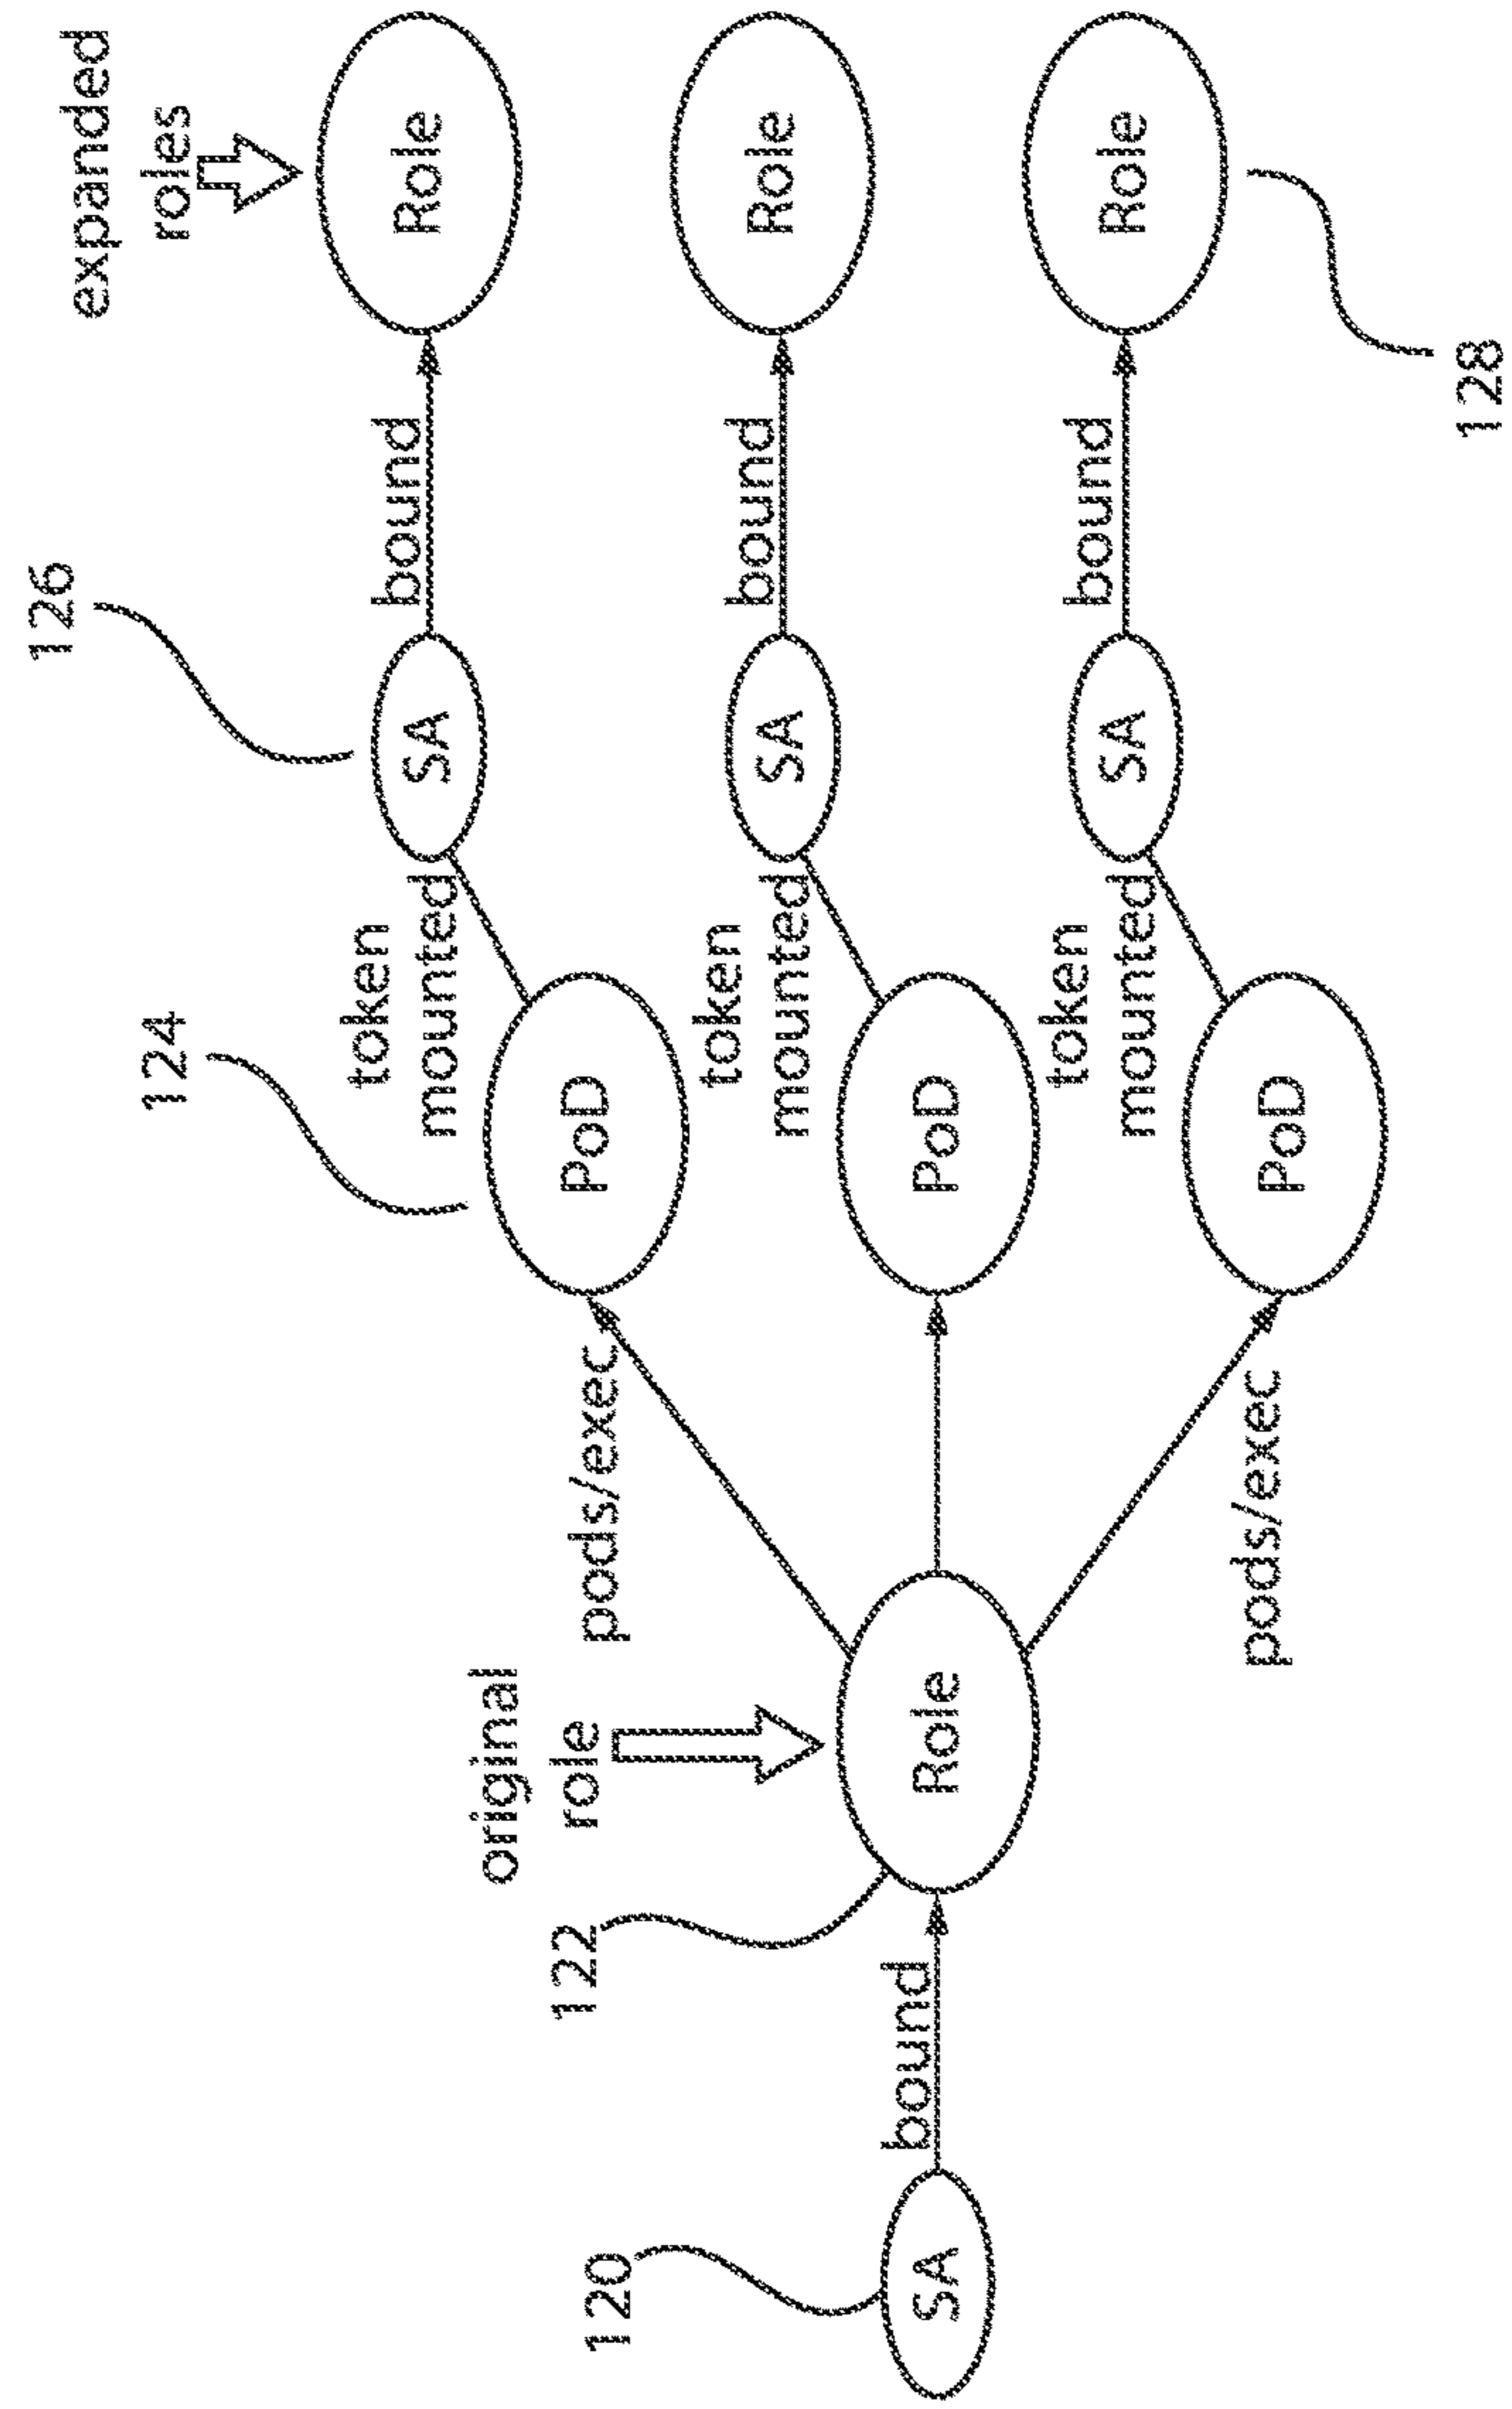 expanded
roles
126
124
token
mounted
SA
bound
Role
original
role
pods/exec
PoD
122
token
mounted
SA
bound
Role
120
SA
bound
Role
PoD
token
mounted
SA
bound
Role
pods/exec
PoD
128